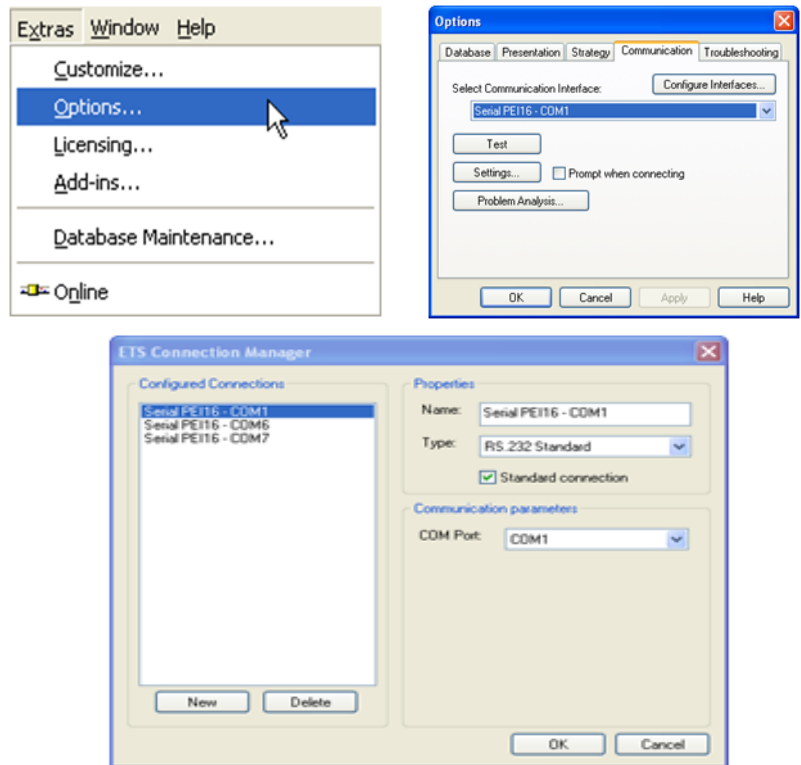 Extras Window Help
Customize...
Options...
Licensing...
Add-ins...
Database Maintenance...
Online
Options
Database Presentation Strategy Communication Troubleshooting
Select Communication Interface: Configure Interfaces...
Serial PEI16 - COM1
Test
Settings... Prompt when connecting
Problem Analysis...
OK Cancel Apply Help
ETS Connection Manager
Configured Connections
Serial PEI16 - COM1
Serial PEI16 - COM6
Serial PEI16 - COM7
New Delete
Properties
Name: Serial PEI16 - COM1
Type: RS.232 Standard
Standard connection
Communication parameters
COM Port: COM1
OK Cancel